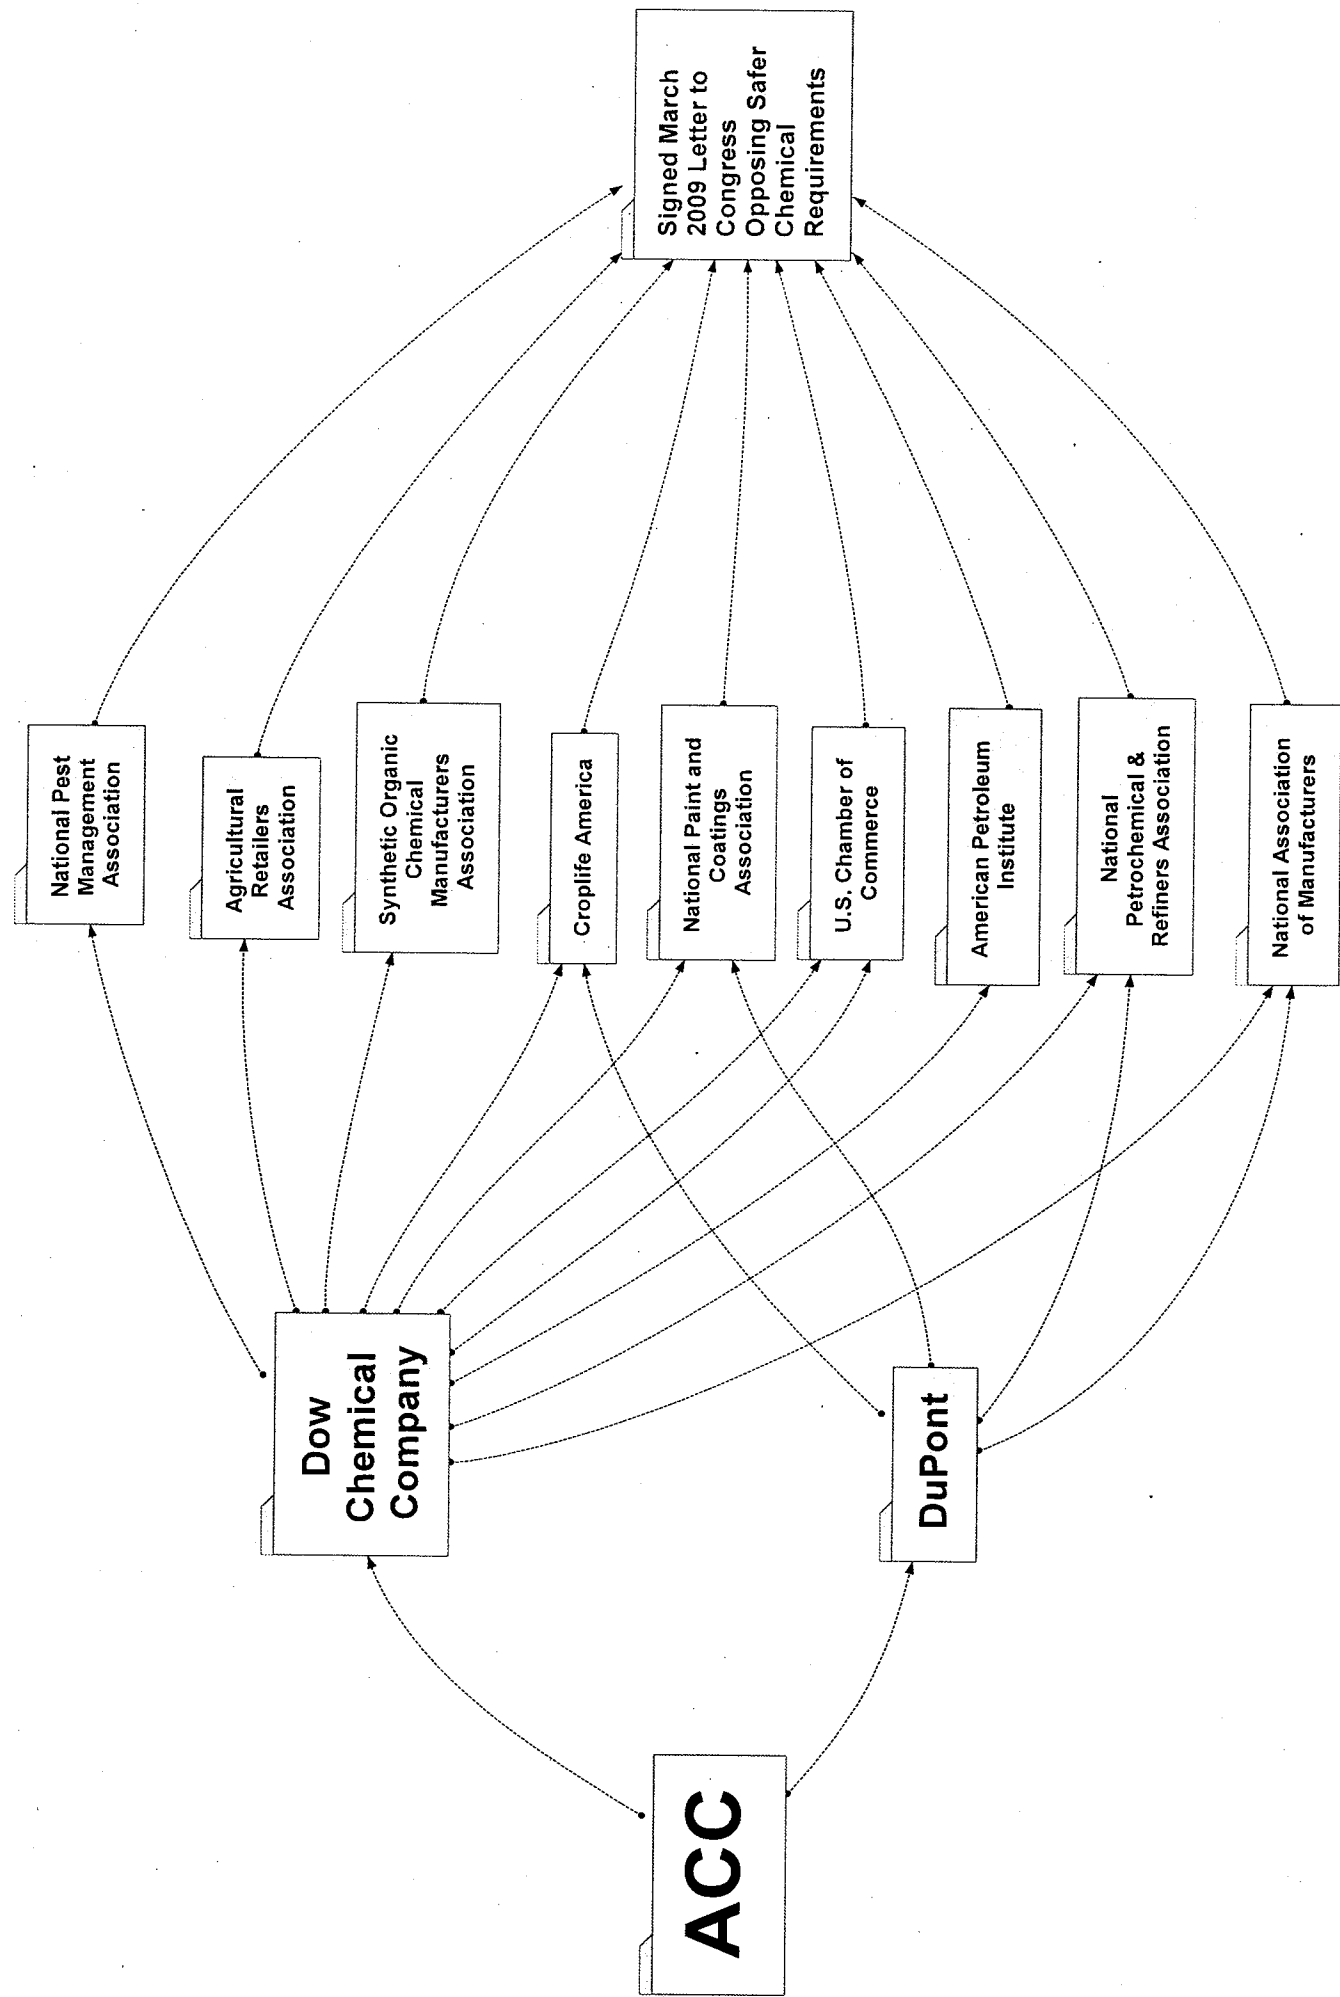 ACC
Dow
Chemical
Company
DuPont
National Pest
Management
Association
Agricultural
Retailers
Association
Synthetic Organic
Chemical
Manufacturers
Association
Croplife America
National Paint and
Coatings
Association
U.S. Chamber of
Commerce
American Petroleum
Institute
National
Petrochemical &
Refiners Association
National Association
of Manufacturers
Signed March
2009 Letter to
Congress
Opposing Safer
Chemical
Requirements